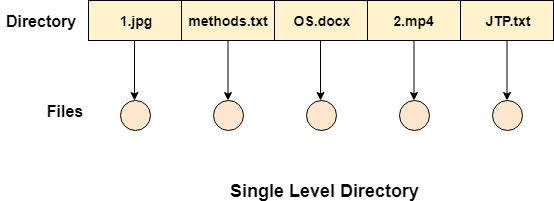 Directory 1.jpg methods.txt OS.docx 2.mp4 JTP.txt
Files
Single Level Directory